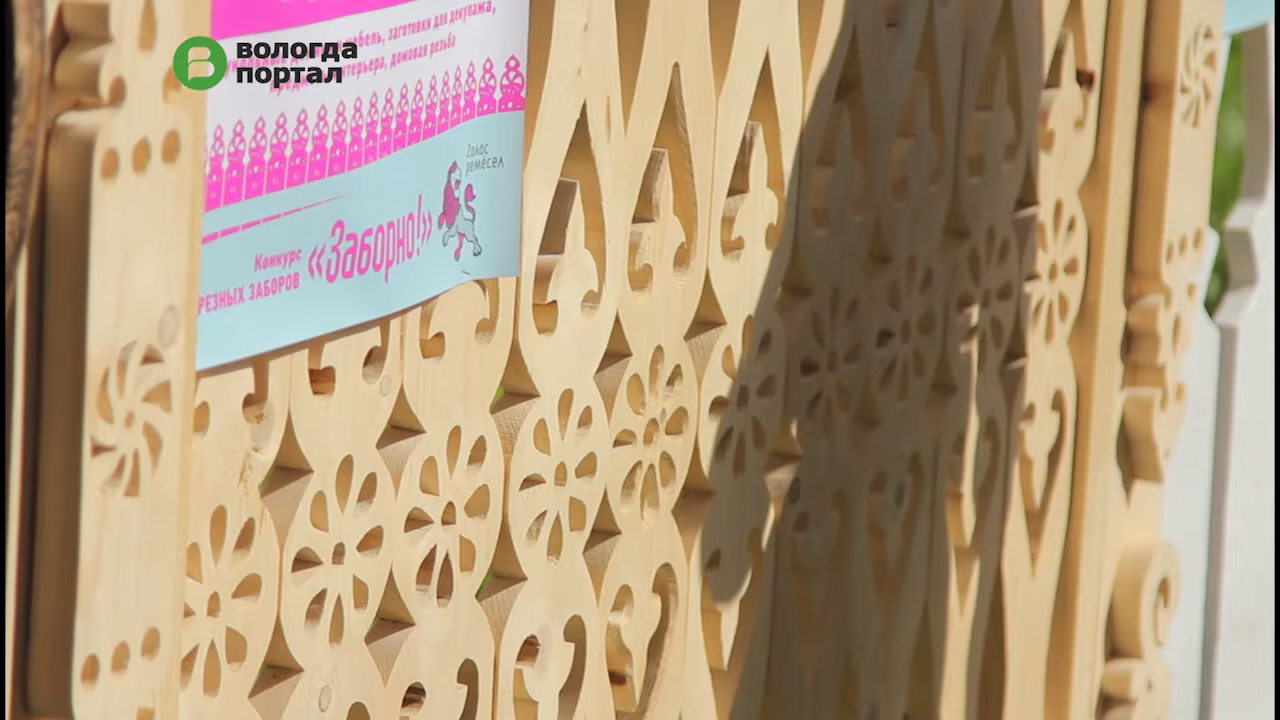 вологда
портал
мебель, заготовки для декупажа,
интерьера, домовая резьба
Голос
ремёсел
Конкурс
РЕЗНЫХ ЗАБОРОВ
«Заборно!»